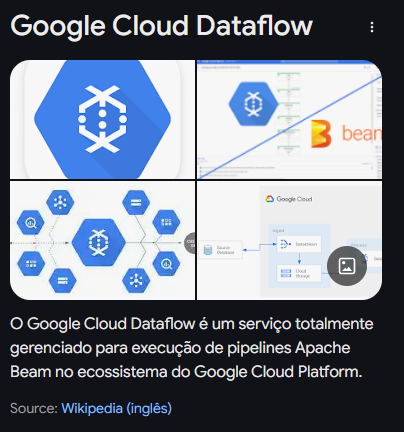 Google Cloud Dataflow
beam
Google Cloud
Ingest
Source
Database
Datastream
Cloud
Storage
O Google Cloud Dataflow é um serviço totalmente
gerenciado para execução de pipelines Apache
Beam no ecossistema do Google Cloud Platform.
Source: Wikipedia (inglês)